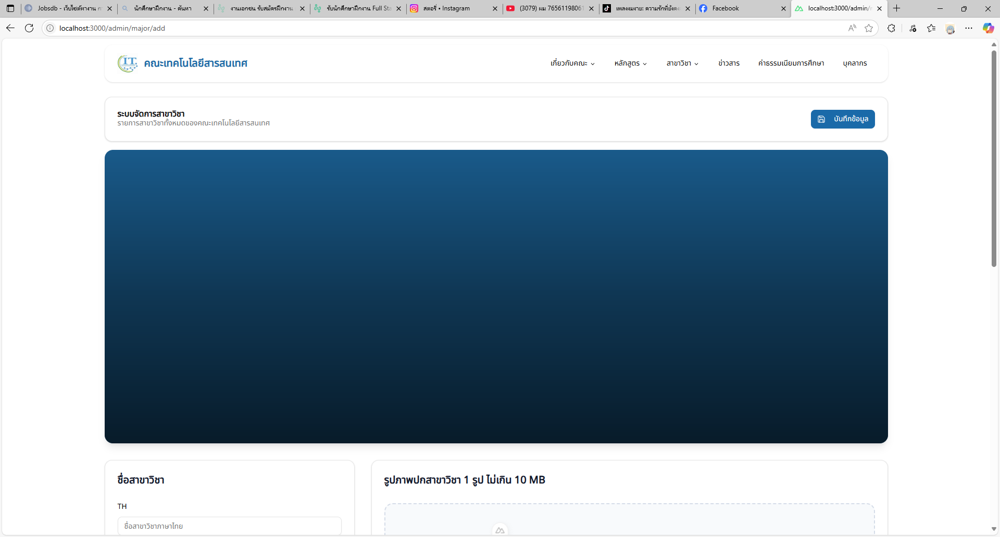 Jobsdb - เว็บไซต์หางาน ก
นักศึกษาฝึกงาน - ค้นหา
งานเอกชน รับสมัครฝึกงาน
รับนักศึกษาฝึกงาน Full Sta
สตอรี่ • Instagram
(3079) ผม 76561198061
เพลงงมงาย: ความรักที่ยังคง
Facebook
localhost:3000/admin/
localhost:3000/admin/major/add
IT
คณะเทคโนโลยีสารสนเทศ
เกี่ยวกับคณะ
หลักสูตร
สาขาวิชา
ข่าวสาร
ค่าธรรมเนียมการศึกษา
บุคลากร
ระบบจัดการสาขาวิชา
รายการสาขาวิชาทั้งหมดของคณะเทคโนโลยีสารสนเทศ
บันทึกข้อมูล
ชื่อสาขาวิชา
TH
ชื่อสาขาวิชาภาษาไทย
รูปภาพปกสาขาวิชา 1 รูป ไม่เกิน 10 MB